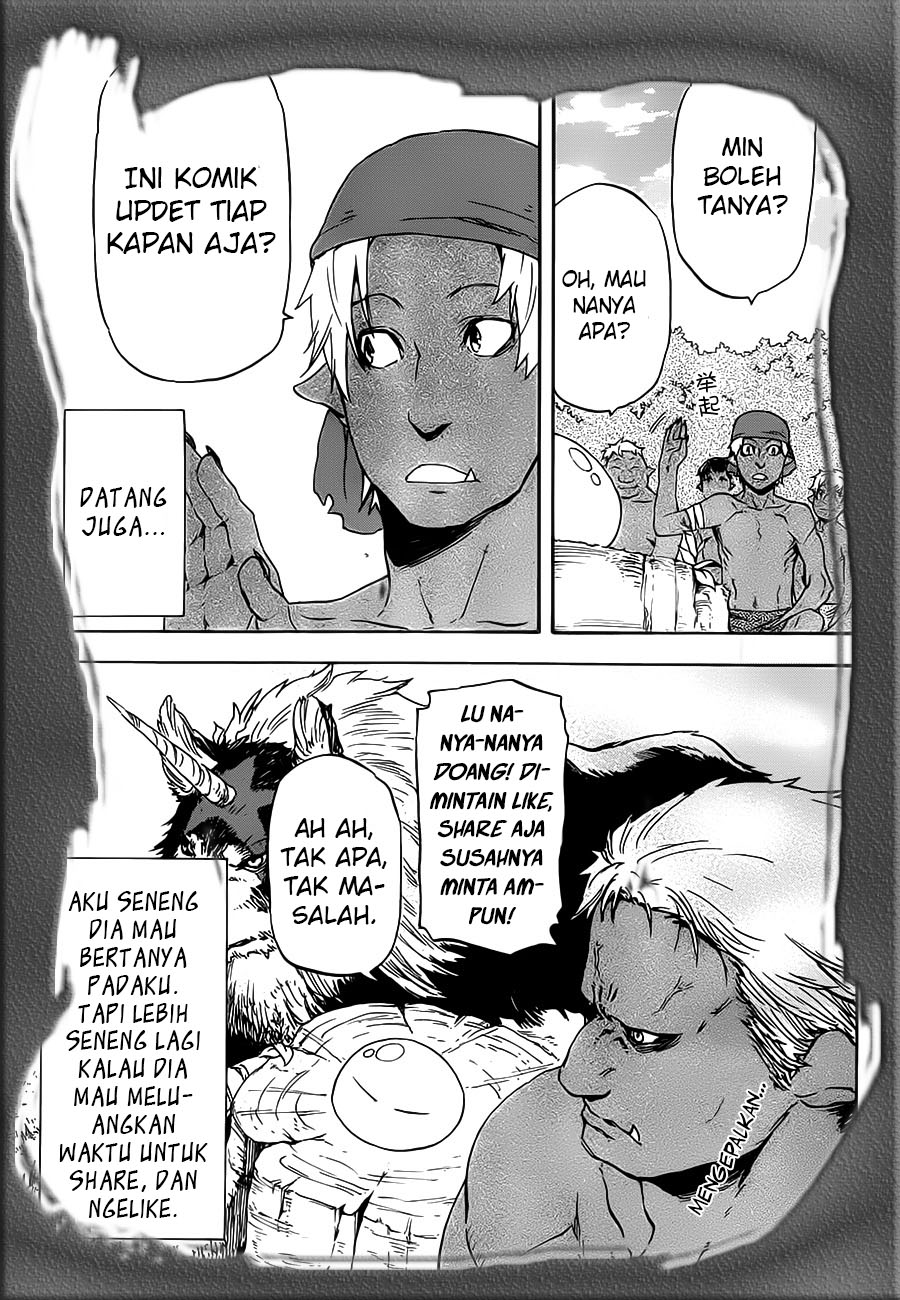 MIN
BOLEH
TANYA?
OH, MAU
NANYA
APA?
举起
INI KOMIK
UPDET TIAP
KAPAN AJA?
DATANG
JUGA...
LU NA-
NYA-NANYA
DOANG! DI-
MINTAIN LIKE,
SHARE AJA
SUSAHNYA
MINTA AM-
PUN!
AH AH,
TAK APA,
TAK MA-
SALAH.
AKU SENENG
DIA MAU
BERTANYA
PADAKU.
TAPI LEBIH
SENENG LAGI
KALAU DIA
MAU MELU-
ANGKAN
WAKTU UNTUK
SHARE, DAN
NGELIKE.
MENGEPALKAN...